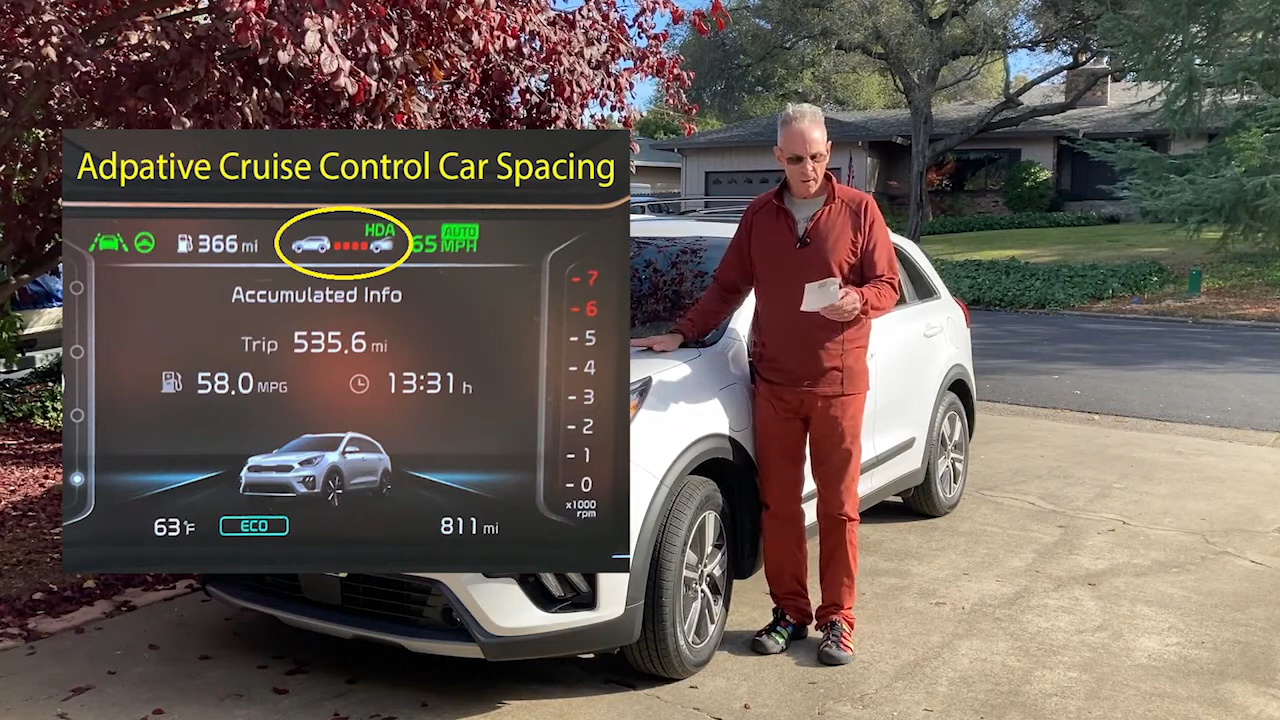 Adpative Cruise Control Car Spacing
366 mi HDA 65 AUTO MPH
Accumulated Info
Trip 535.6 mi
58.0 MPG 13:31 h
7
6
5
4
3
2
1
0
x1000
rpm
63°F ECO 811 mi